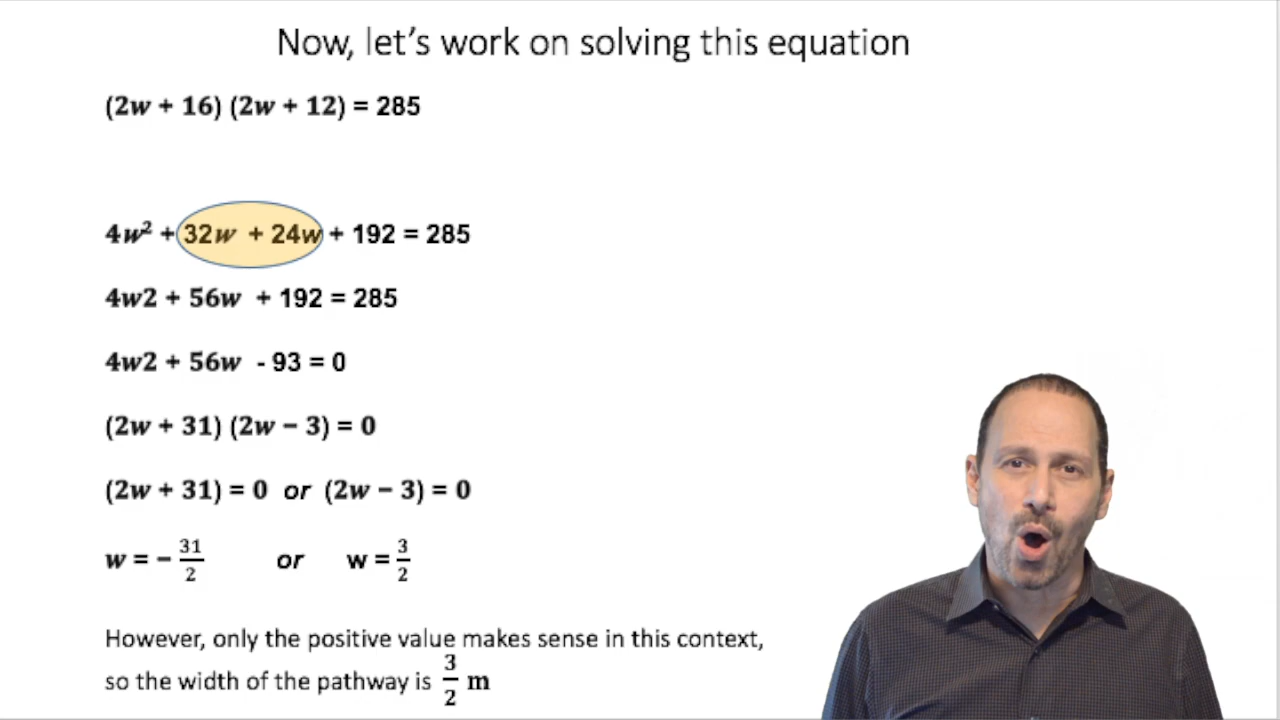 Now, let's work on solving this equation
(2w + 16) (2w + 12) = 285
4w² + 32w + 24w + 192 = 285
4w2 + 56w + 192 = 285
4w2 + 56w - 93 = 0
(2w + 31) (2w − 3) = 0
(2w + 31) = 0 or (2w − 3) = 0
w = − 31/2 or w = 3/2
However, only the positive value makes sense in this context,
so the width of the pathway is 3/2 m